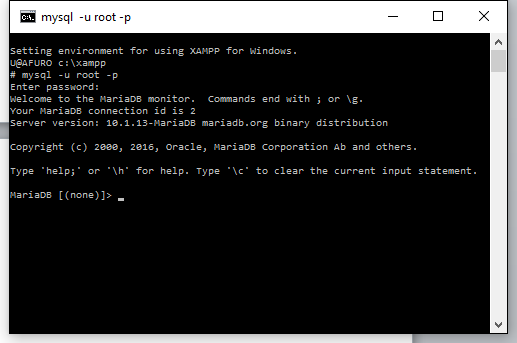 mysql -u root -p
Setting environment for using XAMPP for Windows.
U@AFURO c:\xampp
# mysql -u root -p
Enter password:
Welcome to the MariaDB monitor.  Commands end with ; or \g.
Your MariaDB connection id is 2
Server version: 10.1.13-MariaDB mariadb.org binary distribution
Copyright (c) 2000, 2016, Oracle, MariaDB Corporation Ab and others.
Type 'help;' or '\h' for help. Type '\c' to clear the current input statement.
MariaDB [(none)]> _